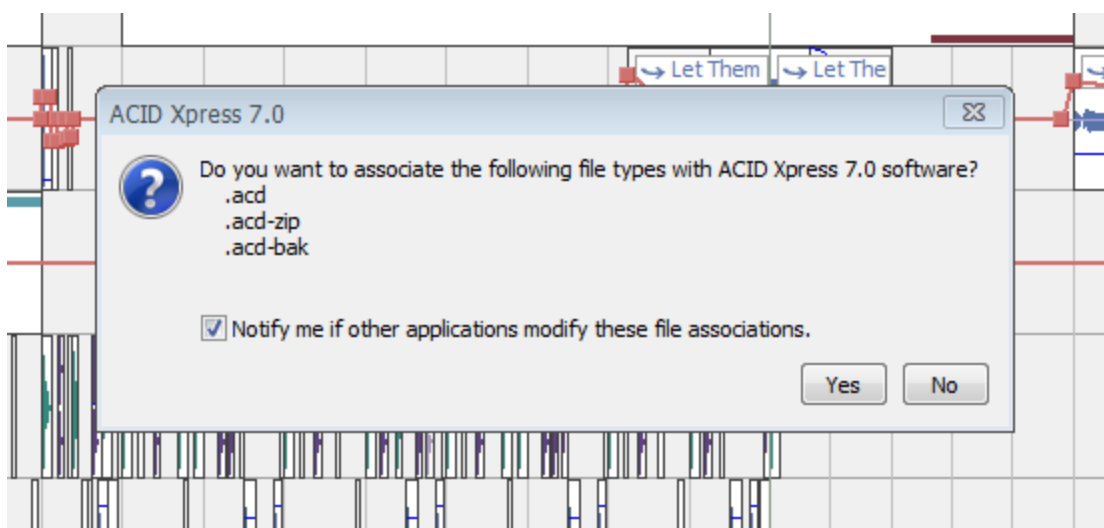 Let Them
Let The
ACID Xpress 7.0
Do you want to associate the following file types with ACID Xpress 7.0 software?
.acd
.acd-zip
.acd-bak
Notify me if other applications modify these file associations.
Yes
No